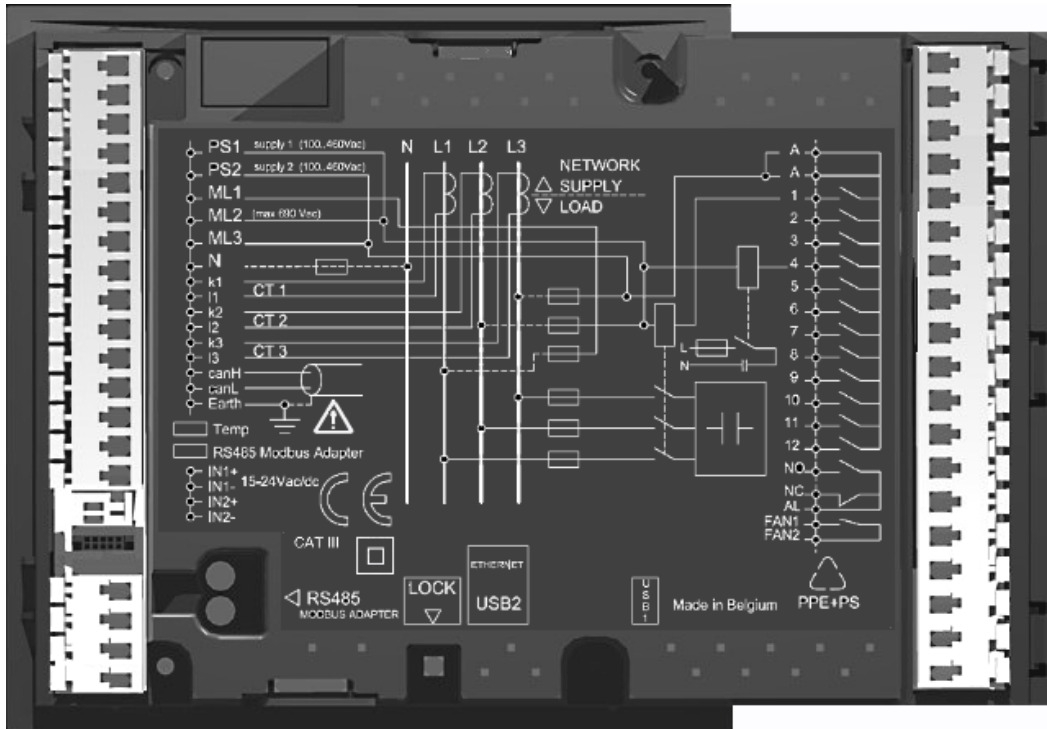 PS1 supply 1 (100..460Vac)
PS2 supply 2 (100..460Vac)
ML1
ML2 (max 690 Vac)
ML3
N
k1
l1
CT 1
k2
l2
CT 2
k3
l3
CT 3
canH
canL
Earth
Temp
RS485 Modbus Adapter
IN1+
IN1-
15-24Vac/dc
IN2+
IN2-
N L1 L2 L3
NETWORK
SUPPLY
LOAD
L
N
A
A
1
2
3
4
5
6
7
8
9
10
11
12
NO
NC
AL
FAN1
FAN2
CE
CAT III
RS485
MODBUS ADAPTER
LOCK
ETHERNET
USB2
USB1
Made in Belgium
PPE+PS